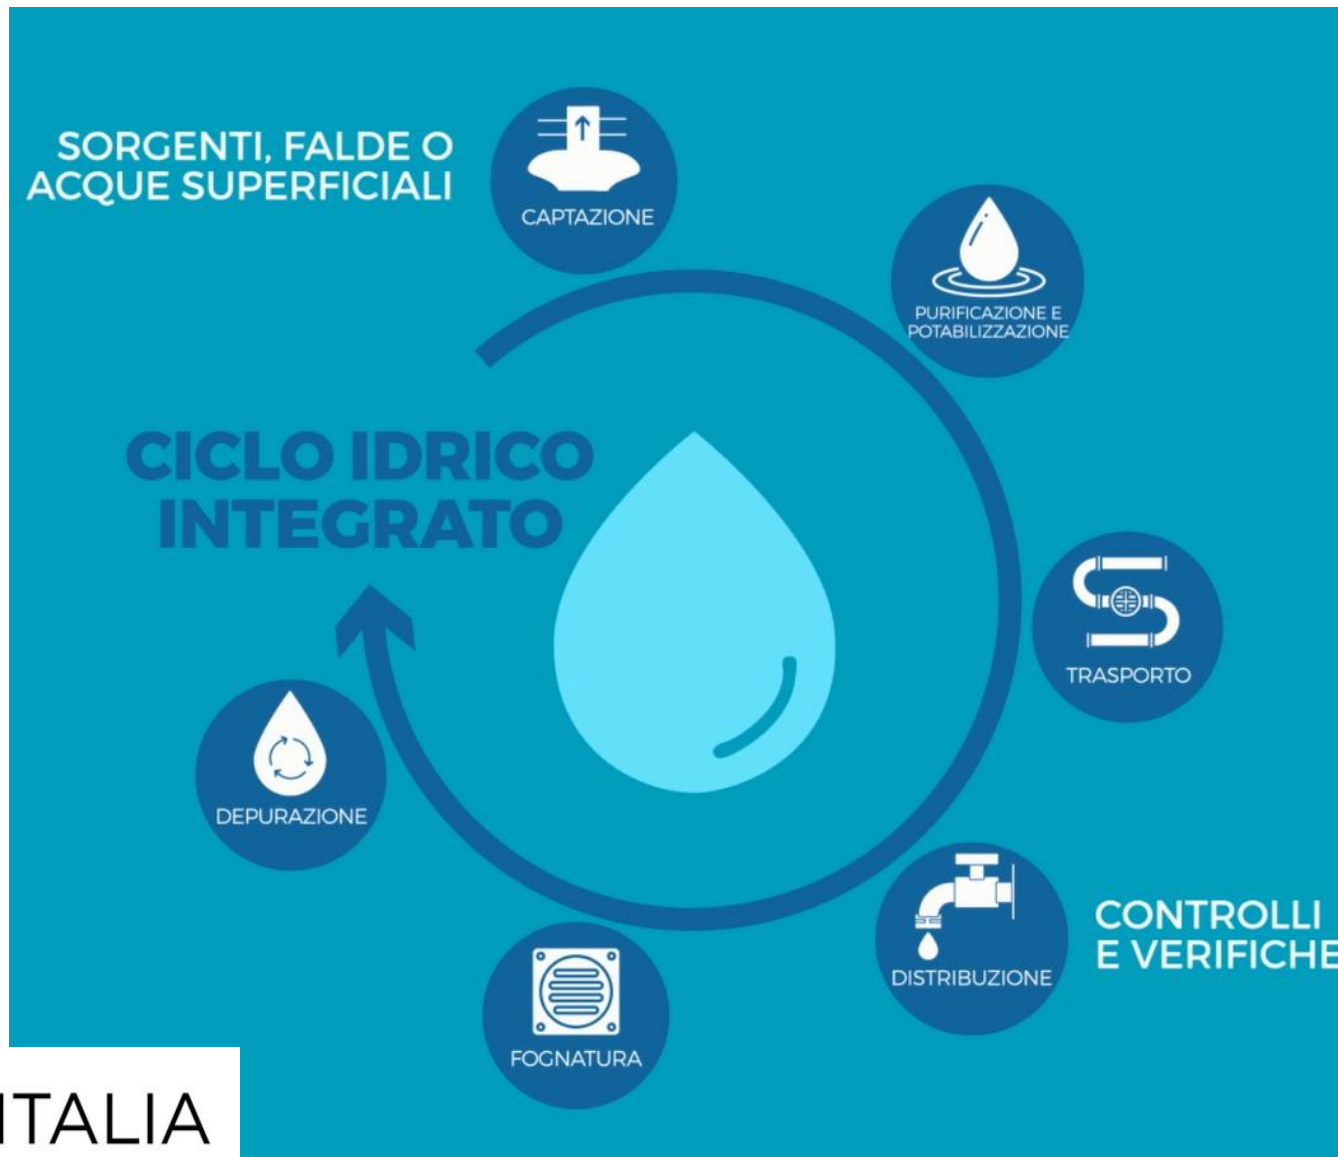 SORGENTI, FALDE O
ACQUE SUPERFICIALI
CAPTAZIONE
PURIFICAZIONE E
POTABILIZZAZIONE
CICLO IDRICO
INTEGRATO
TRASPORTO
DEPURAZIONE
CONTROLLI
E VERIFICHE
DISTRIBUZIONE
FOGNATURA
ITALIA